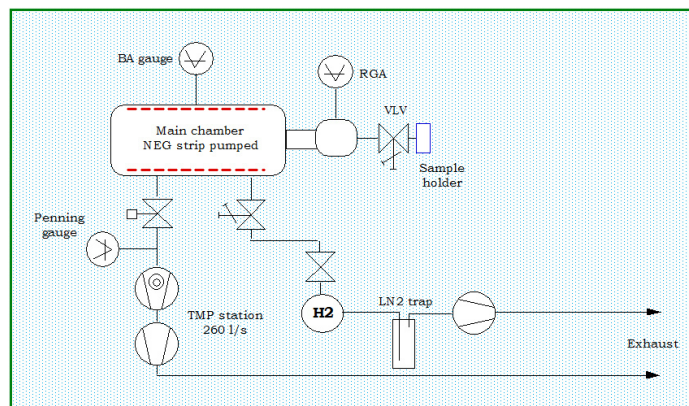 BA gauge
RGA
VLV
Main chamber
NEG strip pumped
Sample
holder
Penning
gauge
TMP station
260 l/s
H2
LN2 trap
Exhaust